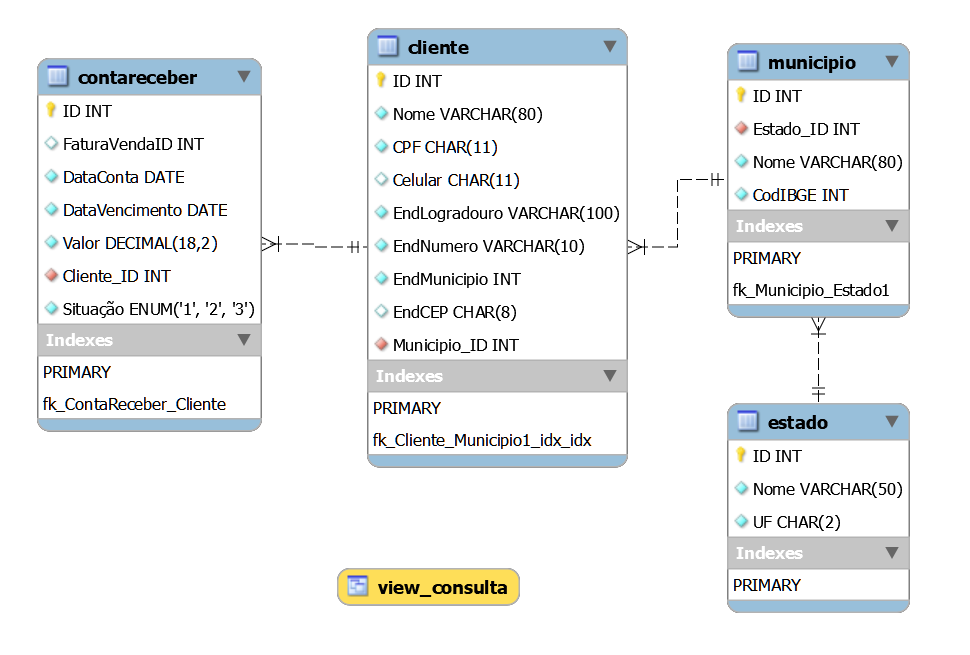 contareceber
ID INT
FaturaVendaID INT
DataConta DATE
DataVencimento DATE
Valor DECIMAL(18,2)
Cliente_ID INT
Situação ENUM('1', '2', '3')
Indexes
PRIMARY
fk_ContaReceber_Cliente
cliente
ID INT
Nome VARCHAR(80)
CPF CHAR(11)
Celular CHAR(11)
EndLogradouro VARCHAR(100)
EndNumero VARCHAR(10)
EndMunicipio INT
EndCEP CHAR(8)
Municipio_ID INT
Indexes
PRIMARY
fk_Cliente_Municipio1_idx_idx
municipio
ID INT
Estado_ID INT
Nome VARCHAR(80)
CodIBGE INT
Indexes
PRIMARY
fk_Municipio_Estado1
estado
ID INT
Nome VARCHAR(50)
UF CHAR(2)
Indexes
PRIMARY
view_consulta